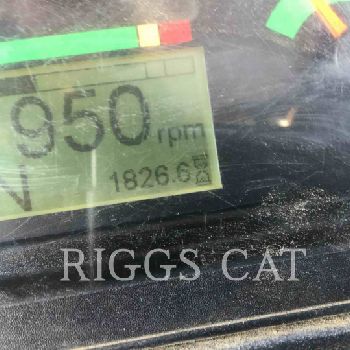 950 rpm
N
1826.6
RIGGS CAT